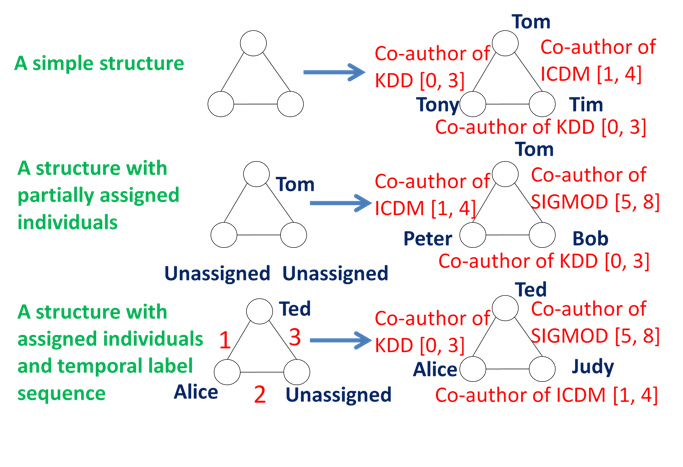 Tom
Co-author of
KDD [0, 3]
Co-author of
ICDM [1, 4]
A simple structure
Tony
Tim
Co-author of KDD [0, 3]
A structure with
partially assigned
individuals
Tom
Unassigned
Unassigned
Tom
Co-author of
ICDM [1, 4]
Co-author of
SIGMOD [5, 8]
Peter
Bob
Co-author of KDD [0, 3]
A structure with
assigned individuals
and temporal label
sequence
Ted
1
3
Alice
2
Unassigned
Ted
Co-author of
KDD [0, 3]
Co-author of
SIGMOD [5, 8]
Alice
Judy
Co-author of ICDM [1, 4]